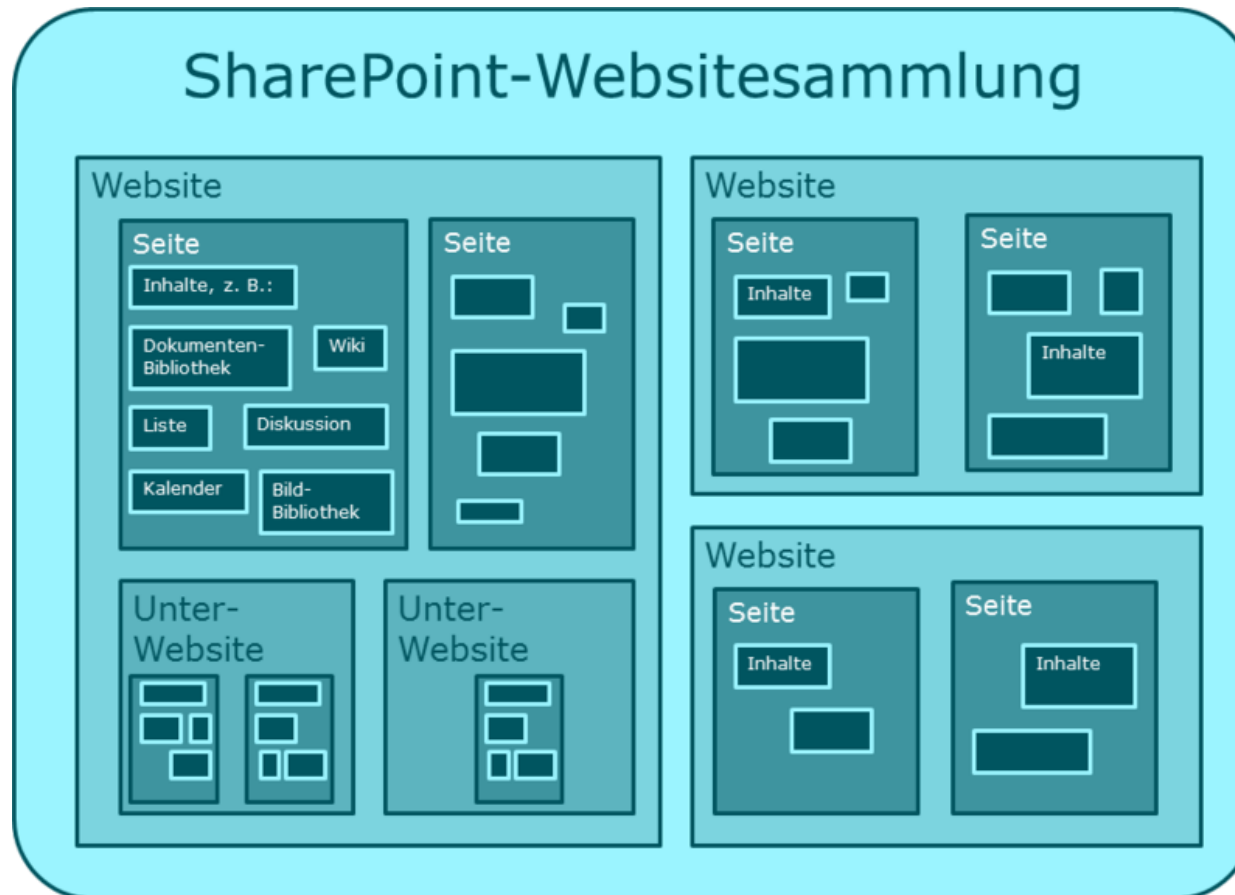 SharePoint-Websitesammlung
Website
Seite
Inhalte, z. B.:
Dokumenten-
Bibliothek
Wiki
Liste
Diskussion
Kalender
Bild-
Bibliothek
Seite
Unter-
Website
Unter-
Website
Website
Seite
Inhalte
Seite
Inhalte
Website
Seite
Inhalte
Seite
Inhalte